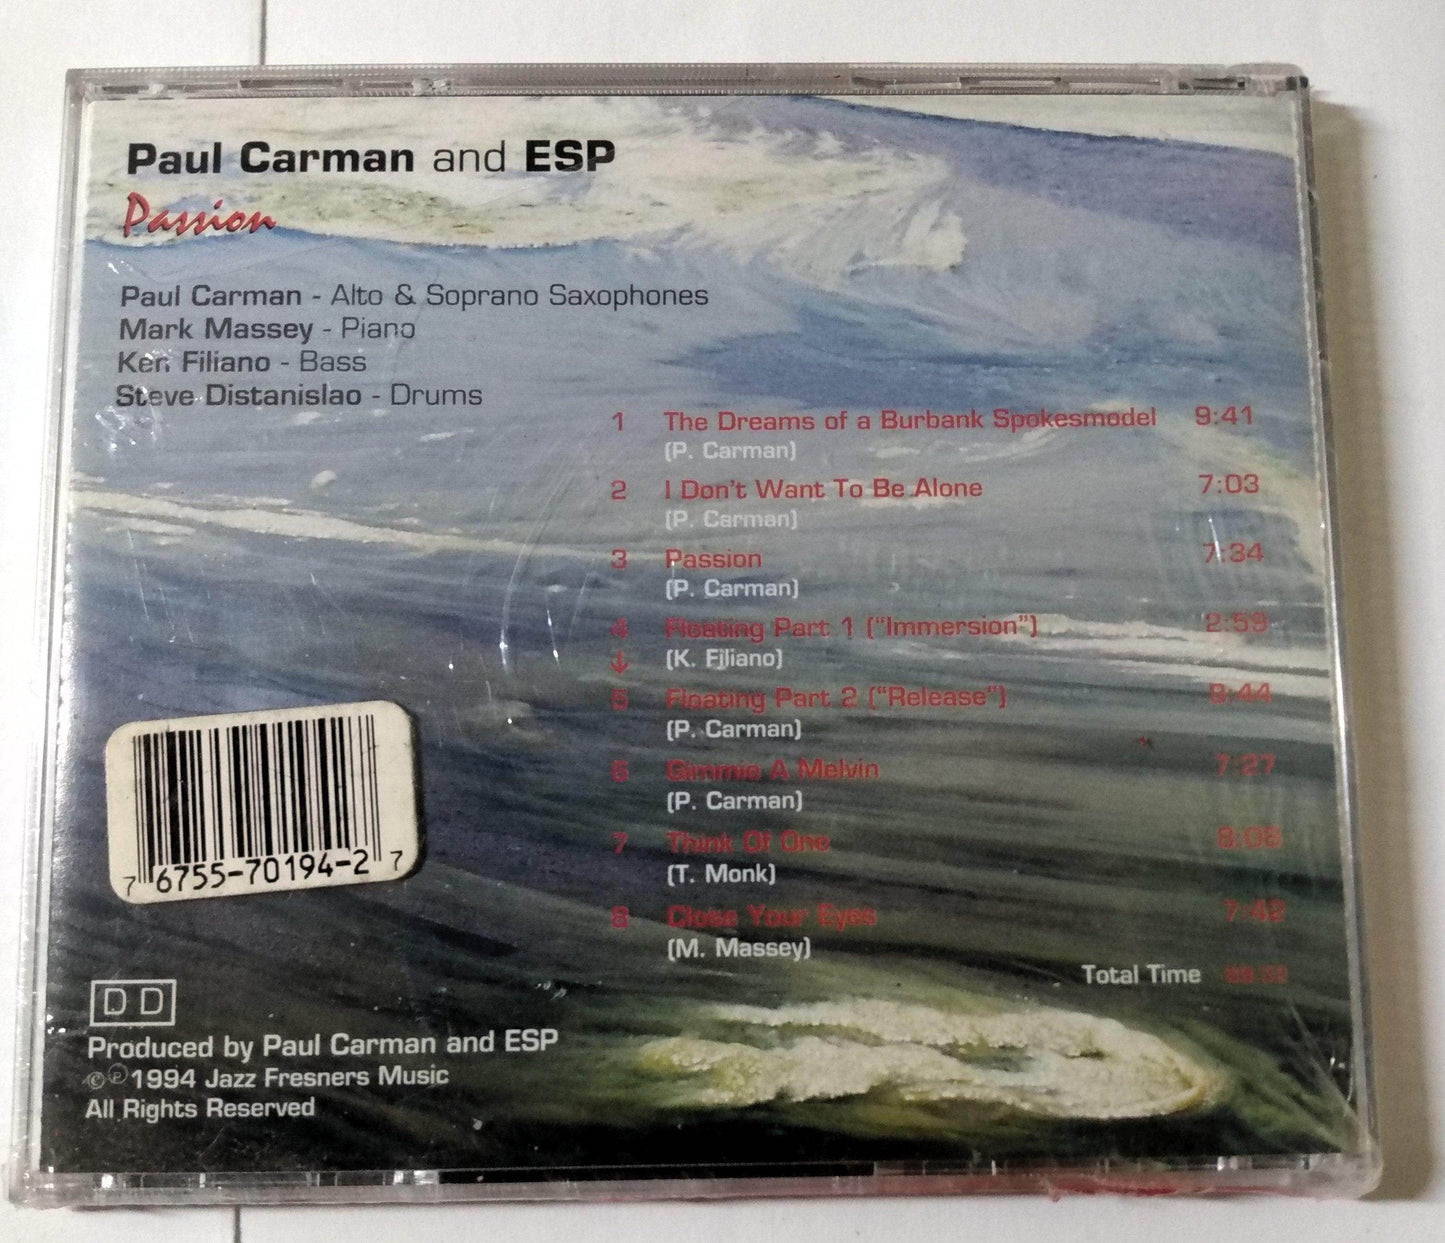 Paul Carman and ESP
Passion
Paul Carman - Alto & Soprano Saxophones
Mark Massey - Piano
Ken Filiano - Bass
Steve Distanislao - Drums
1 The Dreams of a Burbank Spokesmodel 9:41
(P. Carman)
2 I Don't Want To Be Alone 7:03
(P. Carman)
3 Passion 7:34
(P. Carman)
4 Floating Part 1 ("Immersion") 2:59
↓ (K. Filiano)
5 Floating Part 2 ("Release") 8:44
(P. Carman)
6 Gimmie A Melvin 7:27
(P. Carman)
7 Think Of One 8:08
(T. Monk)
8 Close Your Eyes 7:42
(M. Massey)
Total Time
7 6755-70194-2 7
D D
Produced by Paul Carman and ESP
© ℗ 1994 Jazz Fresners Music
All Rights Reserved